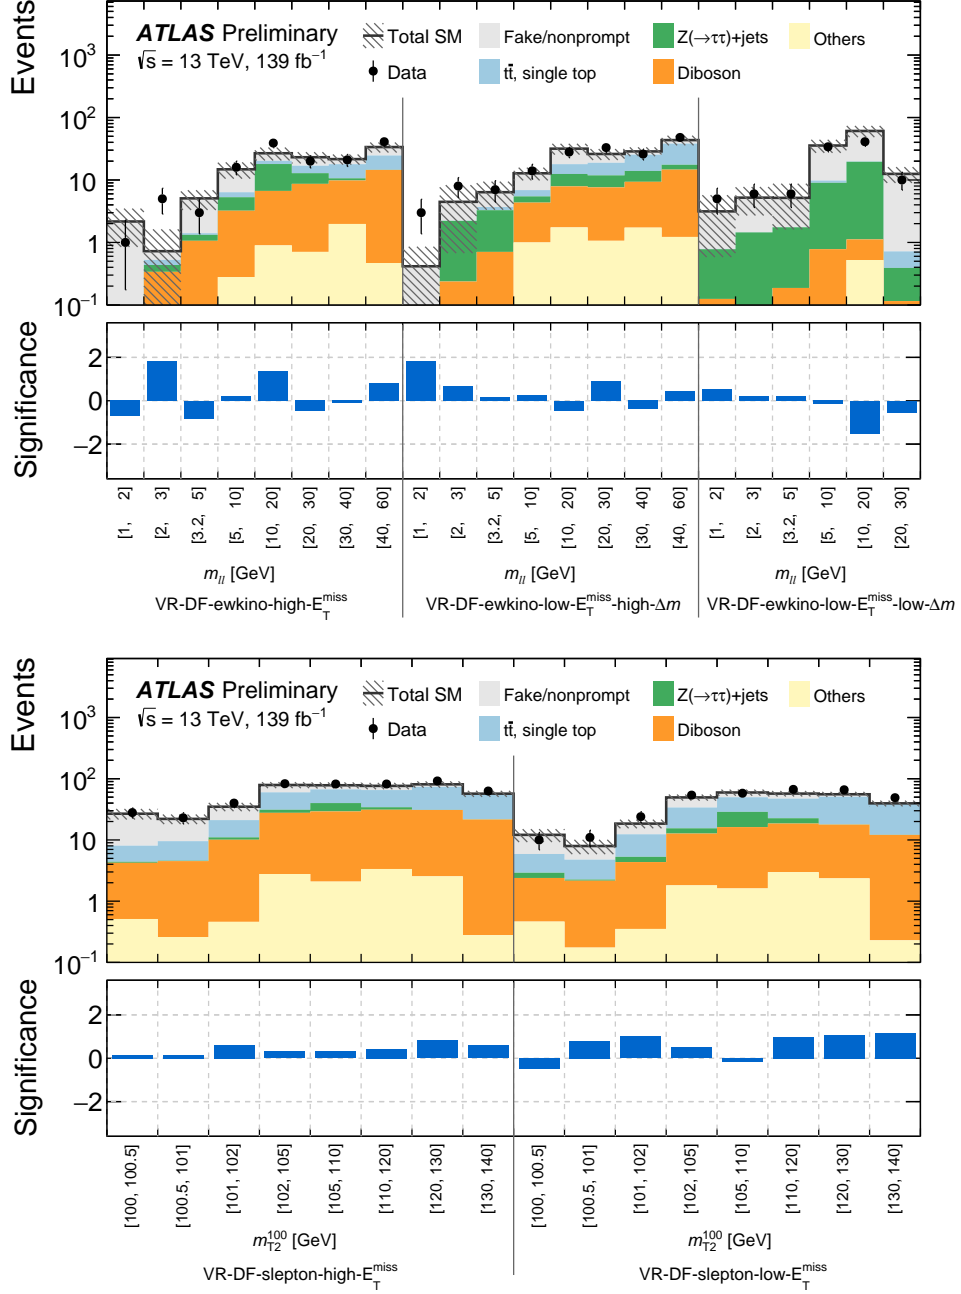 Events
10³
10²
10
1
10⁻¹
ATLAS Preliminary
√s = 13 TeV, 139 fb⁻¹
Total SM
Fake/nonprompt
Z(→ττ)+jets
Others
Data
tt̄, single top
Diboson
Significance
2
0
−2
[1, 2]
[2, 3]
[3.2, 5]
[5, 10]
[10, 20]
[20, 30]
[30, 40]
[40, 60]
[1, 2]
[2, 3]
[3.2, 5]
[5, 10]
[10, 20]
[20, 30]
[30, 40]
[40, 60]
[1, 2]
[2, 3]
[3.2, 5]
[5, 10]
[10, 20]
[20, 30]
m_ll [GeV]
m_ll [GeV]
m_ll [GeV]
VR-DF-ewkino-high-E_T^miss
VR-DF-ewkino-low-E_T^miss-high-Δm
VR-DF-ewkino-low-E_T^miss-low-Δm
Events
10³
10²
10
1
10⁻¹
ATLAS Preliminary
√s = 13 TeV, 139 fb⁻¹
Total SM
Fake/nonprompt
Z(→ττ)+jets
Others
Data
tt̄, single top
Diboson
Significance
2
0
−2
[100, 100.5]
[100.5, 101]
[101, 102]
[102, 105]
[105, 110]
[110, 120]
[120, 130]
[130, 140]
[100, 100.5]
[100.5, 101]
[101, 102]
[102, 105]
[105, 110]
[110, 120]
[120, 130]
[130, 140]
m_T2^100 [GeV]
m_T2^100 [GeV]
VR-DF-slepton-high-E_T^miss
VR-DF-slepton-low-E_T^miss